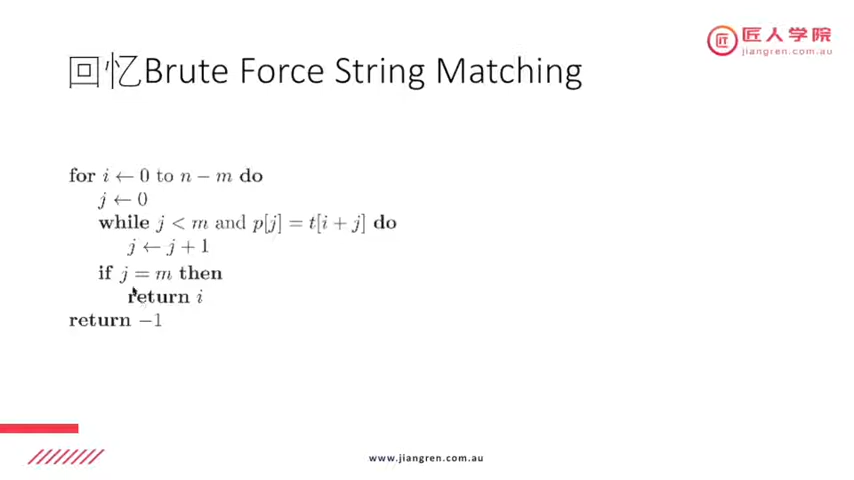 匠人学院
jiangren.com.au
回忆Brute Force String Matching
for i ← 0 to n − m do
j ← 0
while j < m and p[j] = t[i + j] do
j ← j + 1
if j = m then
return i
return −1
www.jiangren.com.au